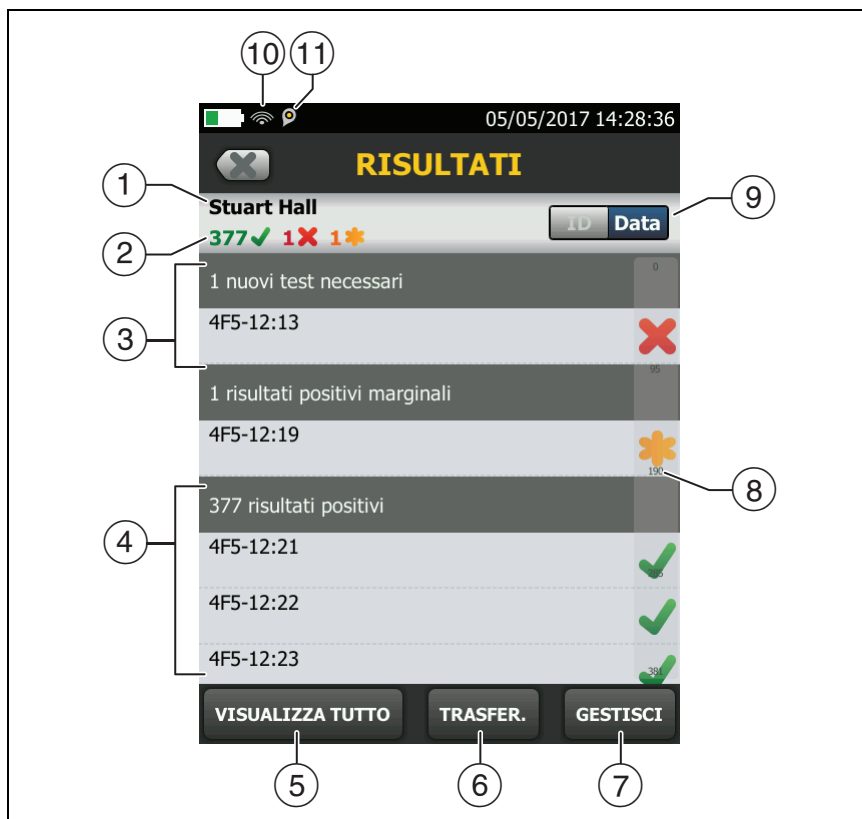 10 11
05/05/2017 14:28:36
RISULTATI
1
Stuart Hall
ID Data
9
2
377 1 1
0
1 nuovi test necessari
3
4F5-12:13
95
1 risultati positivi marginali
4F5-12:19
190
8
377 risultati positivi
4
4F5-12:21
285
4F5-12:22
4F5-12:23
381
VISUALIZZA TUTTO TRASFER. GESTISCI
5 6 7